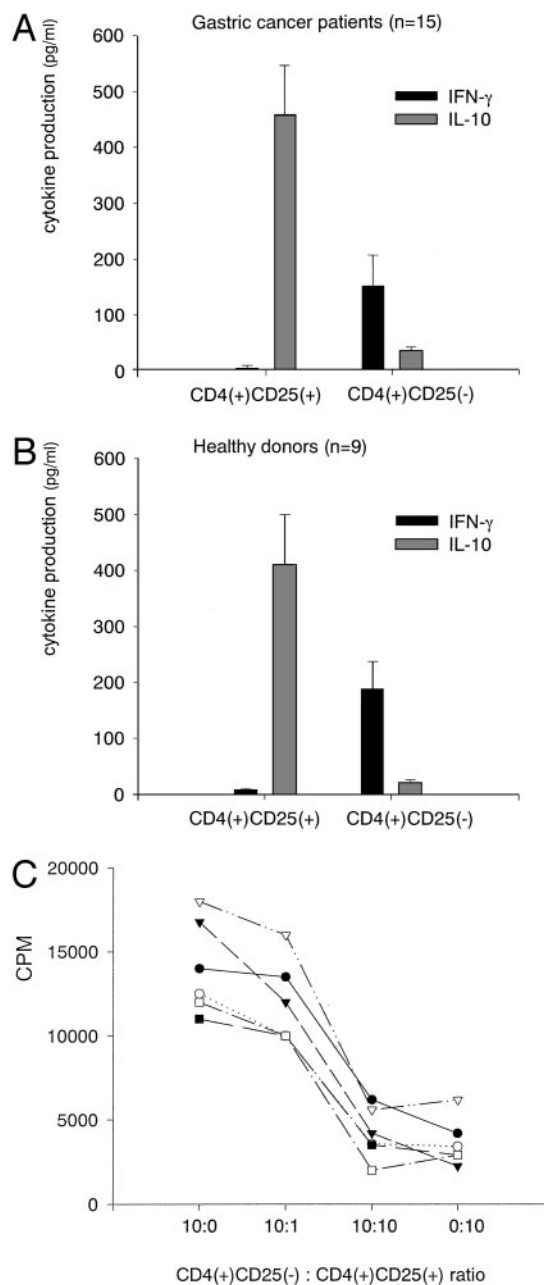 A
Gastric cancer patients (n=15)
cytokine production (pg/ml)
600
500
400
300
200
100
0
IFN-γ
IL-10
CD4(+)CD25(+) CD4(+)CD25(-)
B
Healthy donors (n=9)
cytokine production (pg/ml)
600
500
400
300
200
100
0
IFN-γ
IL-10
CD4(+)CD25(+) CD4(+)CD25(-)
C
CPM
20000
15000
10000
5000
0
10:0 10:1 10:10 0:10
CD4(+)CD25(-) : CD4(+)CD25(+) ratio